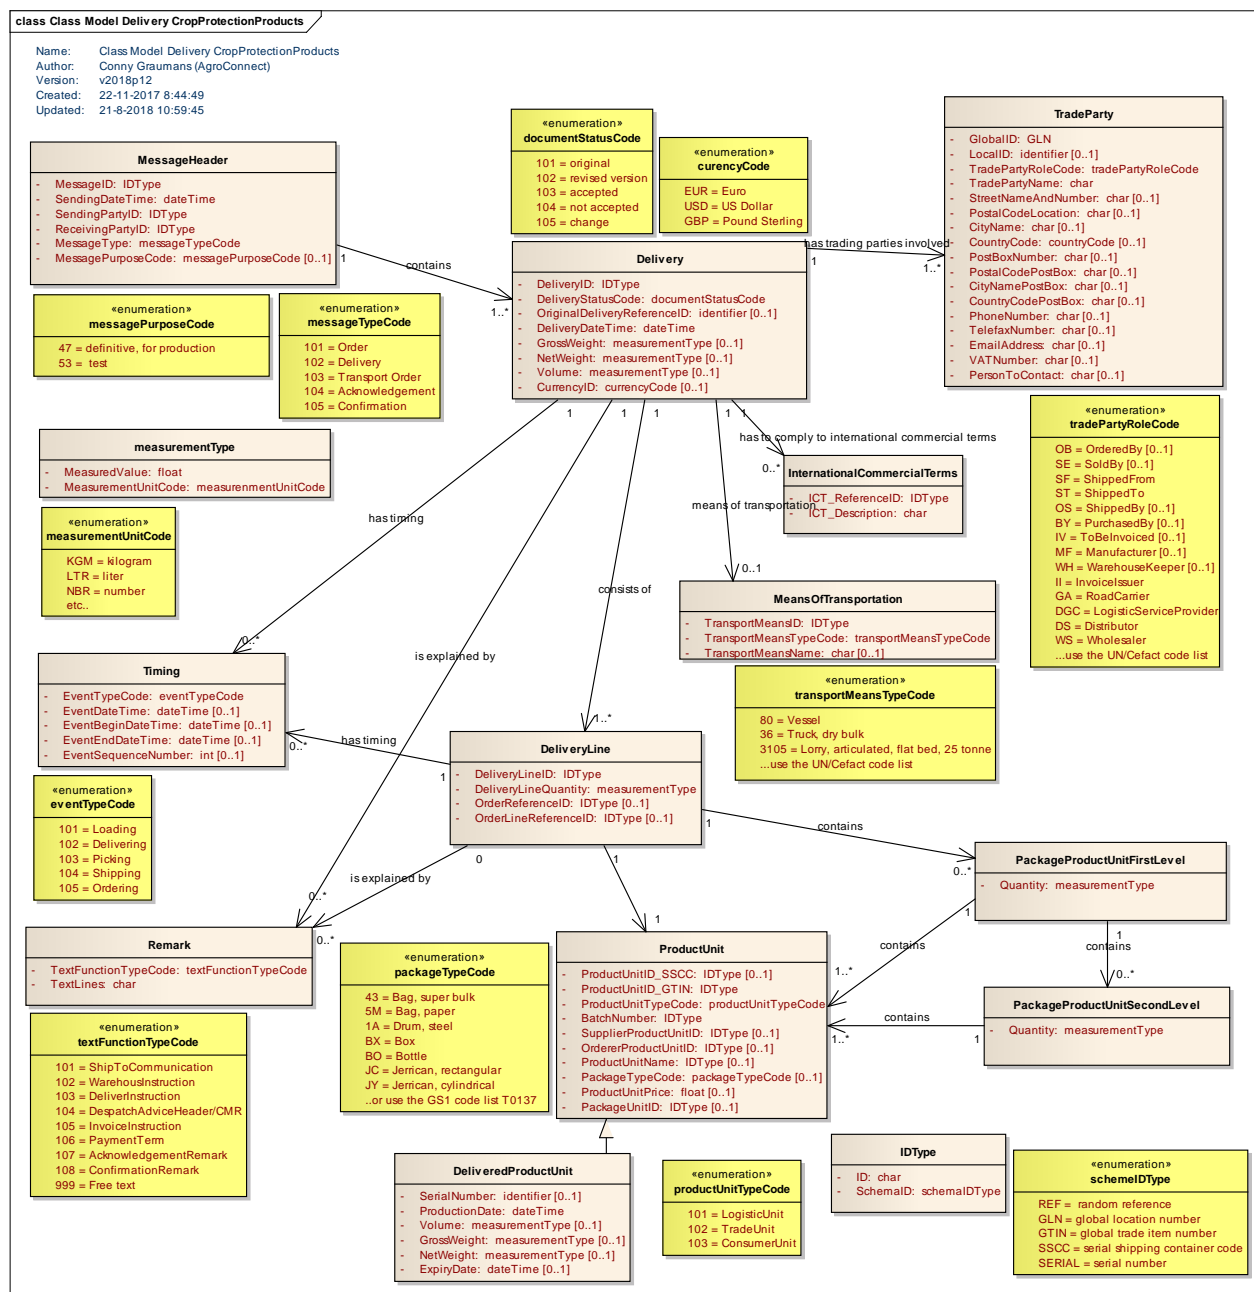 class Class Model Delivery CropProtectionProducts
Name: Class Model Delivery CropProtectionProducts
Author: Conny Graumans (AgroConnect)
Version: v2018p12
Created: 22-11-2017 8:44:49
Updated: 21-8-2018 10:59:45
MessageHeader
- MessageID: IDType
- SendingDateTime: dateTime
- SendingPartyID: IDType
- ReceivingPartyID: IDType
- MessageType: messageTypeCode
- MessagePurposeCode: messagePurposeCode [0..1]
«enumeration»
documentStatusCode
101 = original
102 = revised version
103 = accepted
104 = not accepted
105 = change
«enumeration»
curencyCode
EUR = Euro
USD = US Dollar
GBP = Pound Sterling
TradeParty
- GlobalID: GLN
- LocalID: identifier [0..1]
- TradePartyRoleCode: tradePartyRoleCode
- TradePartyName: char
- StreetNameAndNumber: char [0..1]
- PostalCodeLocation: char [0..1]
- CityName: char [0..1]
- CountryCode: countryCode [0..1]
- PostBoxNumber: char [0..1]
- PostalCodePostBox: char [0..1]
- CityNamePostBox: char [0..1]
- CountryCodePostBox: char [0..1]
- PhoneNumber: char [0..1]
- TelefaxNumber: char [0..1]
- EmailAddress: char [0..1]
- VATNumber: char [0..1]
- PersonToContact: char [0..1]
1
contains
1..*
1
has trading parties involved
1..*
Delivery
- DeliveryID: IDType
- DeliveryStatusCode: documentStatusCode
- OriginalDeliveryReferenceID: identifier [0..1]
- DeliveryDateTime: dateTime
- GrossWeight: measurementType [0..1]
- NetWeight: measurementType [0..1]
- Volume: measurementType [0..1]
- CurrencyID: currencyCode [0..1]
«enumeration»
messagePurposeCode
47 = definitive, for production
53 = test
«enumeration»
messageTypeCode
101 = Order
102 = Delivery
103 = Transport Order
104 = Acknowledgement
105 = Confirmation
measurementType
- MeasuredValue: float
- MeasurementUnitCode: measurenmentUnitCode
«enumeration»
measurementUnitCode
KGM = kilogram
LTR = liter
NBR = number
etc..
1
1
1
1
1
has to comply to international commercial terms
0..*
InternationalCommercialTerms
- ICT_ReferenceID: IDType
- ICT_Description: char
means of transportation
0..1
«enumeration»
tradePartyRoleCode
OB = OrderedBy [0..1]
SE = SoldBy [0..1]
SF = ShippedFrom
ST = ShippedTo
OS = ShippedBy [0..1]
BY = PurchasedBy [0..1]
IV = ToBeInvoiced [0..1]
MF = Manufacturer [0..1]
WH = WarehouseKeeper [0..1]
II = InvoiceIssuer
GA = RoadCarrier
DGC = LogisticServiceProvider
DS = Distributor
WS = Wholesaler
...use the UN/Cefact code list
has timing
0..*
consists of
1..*
is explained by
0..*
MeansOfTransportation
- TransportMeansID: IDType
- TransportMeansTypeCode: transportMeansTypeCode
- TransportMeansName: char [0..1]
«enumeration»
transportMeansTypeCode
80 = Vessel
36 = Truck, dry bulk
3105 = Lorry, articulated, flat bed, 25 tonne
...use the UN/Cefact code list
Timing
- EventTypeCode: eventTypeCode
- EventDateTime: dateTime [0..1]
- EventBeginDateTime: dateTime [0..1]
- EventEndDateTime: dateTime [0..1]
- EventSequenceNumber: int [0..1]
0..*
has timing
1
DeliveryLine
- DeliveryLineID: IDType
- DeliveryLineQuantity: measurementType
- OrderReferenceID: IDType [0..1]
- OrderLineReferenceID: IDType [0..1]
«enumeration»
eventTypeCode
101 = Loading
102 = Delivering
103 = Picking
104 = Shipping
105 = Ordering
0
is explained by
0..*
1
1
1
contains
0..*
PackageProductUnitFirstLevel
- Quantity: measurementType
1
contains
1..*
1
contains
0..*
PackageProductUnitSecondLevel
- Quantity: measurementType
1
contains
1..*
Remark
- TextFunctionTypeCode: textFunctionTypeCode
- TextLines: char
«enumeration»
textFunctionTypeCode
101 = ShipToCommunication
102 = WarehousInstruction
103 = DeliverInstruction
104 = DespatchAdviceHeader/CMR
105 = InvoiceInstruction
106 = PaymentTerm
107 = AcknowledgementRemark
108 = ConfirmationRemark
999 = Free text
«enumeration»
packageTypeCode
43 = Bag, super bulk
5M = Bag, paper
1A = Drum, steel
BX = Box
BO = Bottle
JC = Jerrican, rectangular
JY = Jerrican, cylindrical
..or use the GS1 code list T0137
ProductUnit
- ProductUnitID_SSCC: IDType [0..1]
- ProductUnitID_GTIN: IDType [0..1]
- ProductUnitTypeCode: productUnitTypeCode
- BatchNumber: IDType
- SupplierProductUnitID: IDType [0..1]
- OrdererProductUnitID: IDType [0..1]
- ProductUnitName: IDType [0..1]
- PackageTypeCode: packageTypeCode [0..1]
- ProductUnitPrice: float [0..1]
- PackageUnitID: IDType [0..1]
DeliveredProductUnit
- SerialNumber: identifier [0..1]
- ProductionDate: dateTime
- Volume: measurementType [0..1]
- GrossWeight: measurementType [0..1]
- NetWeight: measurementType [0..1]
- ExpiryDate: dateTime [0..1]
«enumeration»
productUnitTypeCode
101 = LogisticUnit
102 = TradeUnit
103 = ConsumerUnit
IDType
- ID: char
- SchemaID: schemaIDType
«enumeration»
schemeIDType
REF = random reference
GLN = global location number
GTIN = global trade item number
SSCC = serial shipping container code
SERIAL = serial number